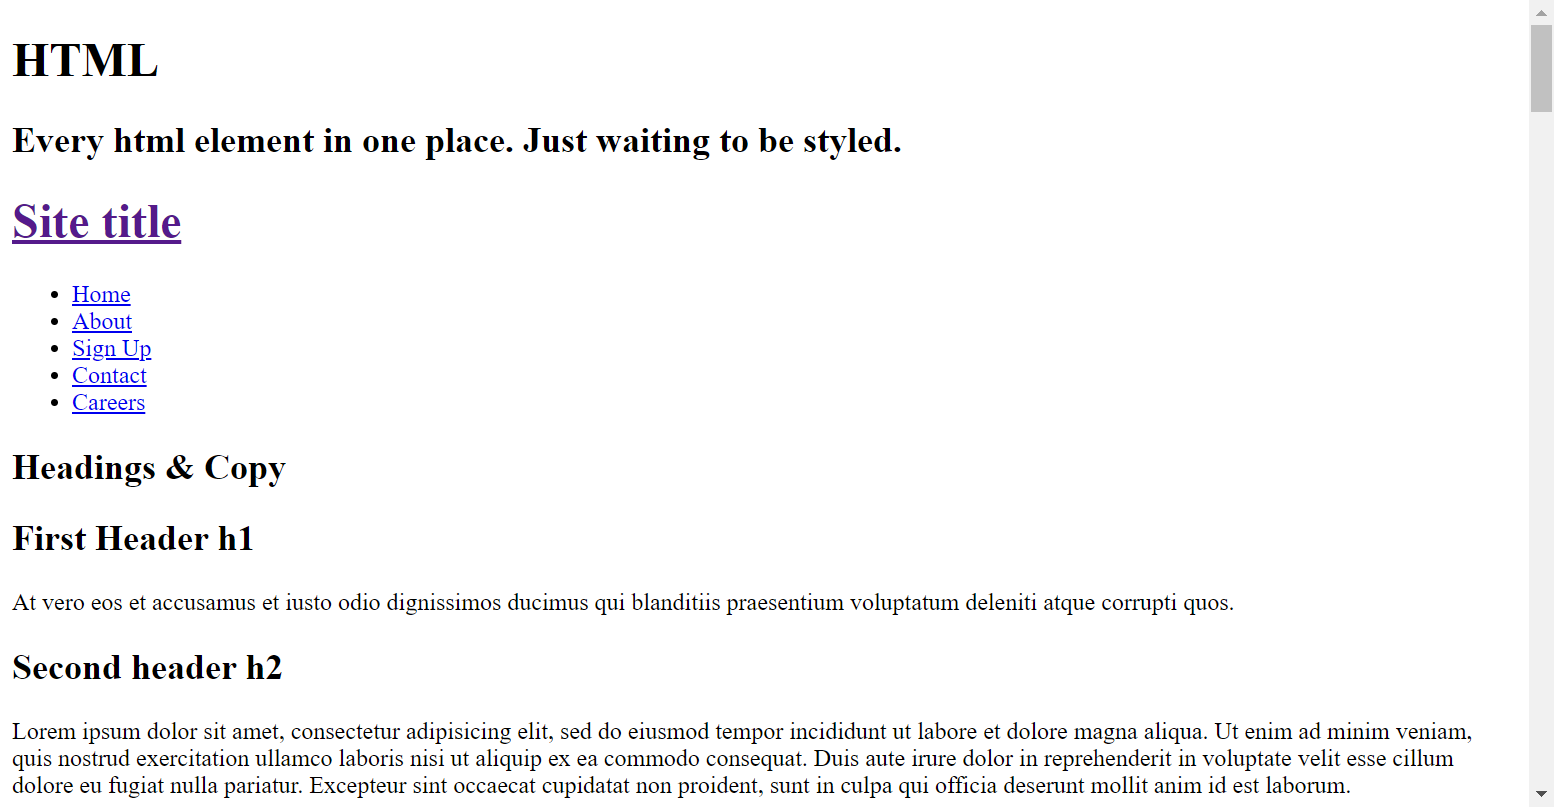 HTML
Every html element in one place. Just waiting to be styled.
Site title
Home
About
Sign Up
Contact
Careers
Headings & Copy
First Header h1
At vero eos et accusamus et iusto odio dignissimos ducimus qui blanditiis praesentium voluptatum deleniti atque corrupti quos.
Second header h2
Lorem ipsum dolor sit amet, consectetur adipisicing elit, sed do eiusmod tempor incididunt ut labore et dolore magna aliqua. Ut enim ad minim veniam,
quis nostrud exercitation ullamco laboris nisi ut aliquip ex ea commodo consequat. Duis aute irure dolor in reprehenderit in voluptate velit esse cillum
dolore eu fugiat nulla pariatur. Excepteur sint occaecat cupidatat non proident, sunt in culpa qui officia deserunt mollit anim id est laborum.